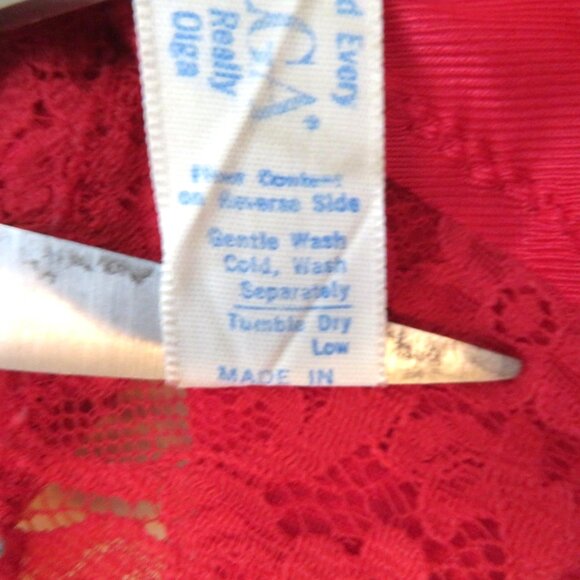 d Every
Really
Olga
Fiber Content
on Reverse Side
Gentle Wash
Cold, Wash
Separately
Tumble Dry
Low
MADE IN